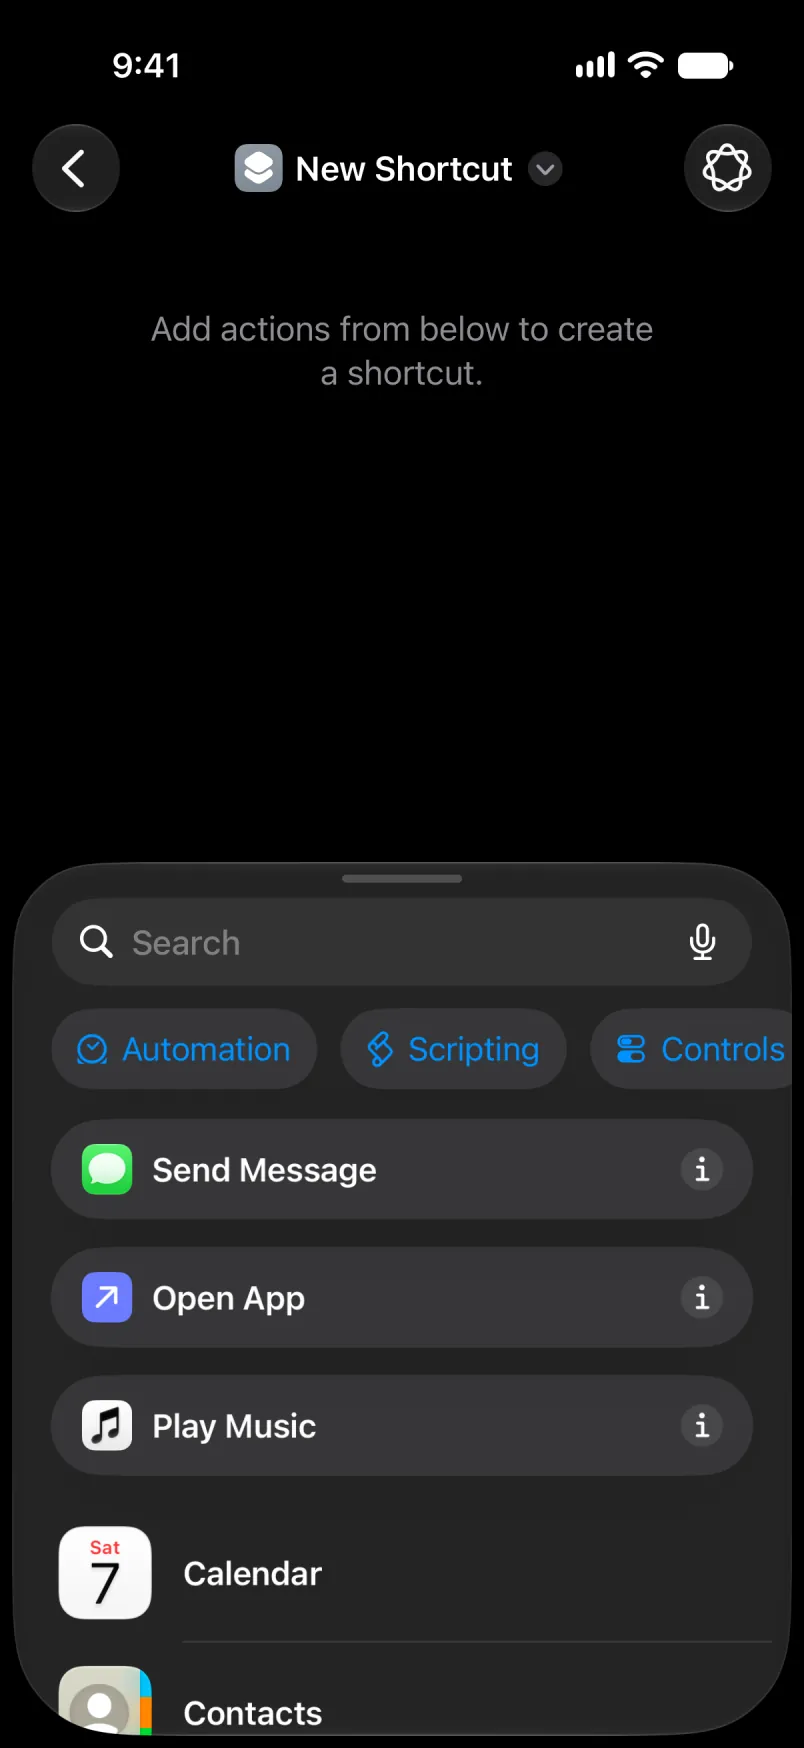 9:41
New Shortcut
Add actions from below to create
a shortcut.
Search
Automation
Scripting
Controls
Send Message
Open App
Play Music
Sat
7
Calendar
Contacts